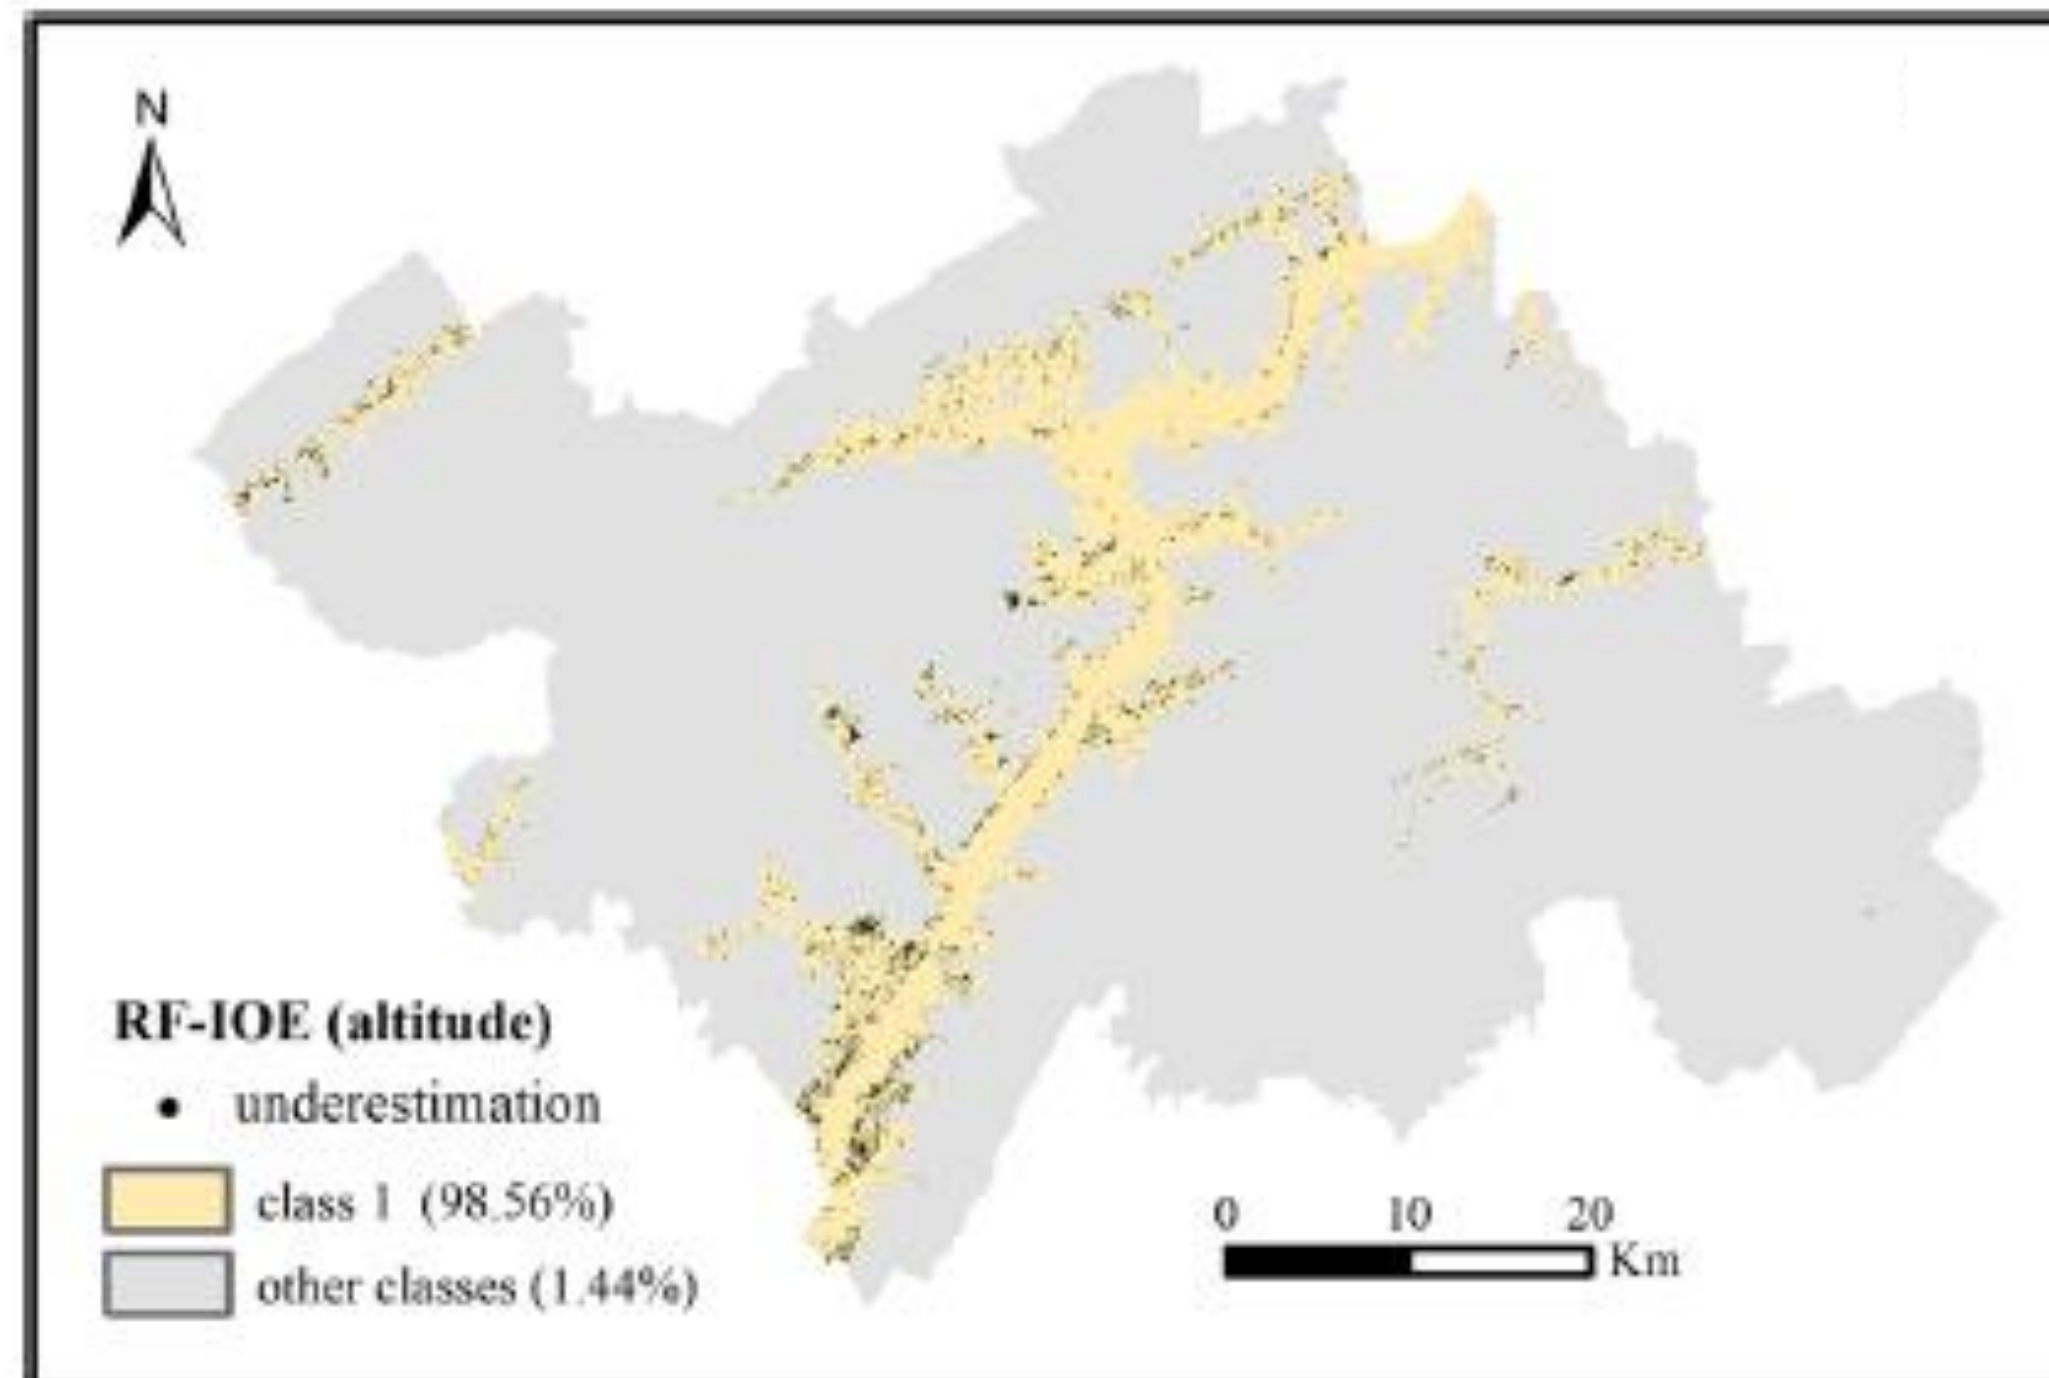 N
RF-IOE (altitude)
underestimation
class 1 (98.56%)
other classes (1.44%)
0 10 20
Km